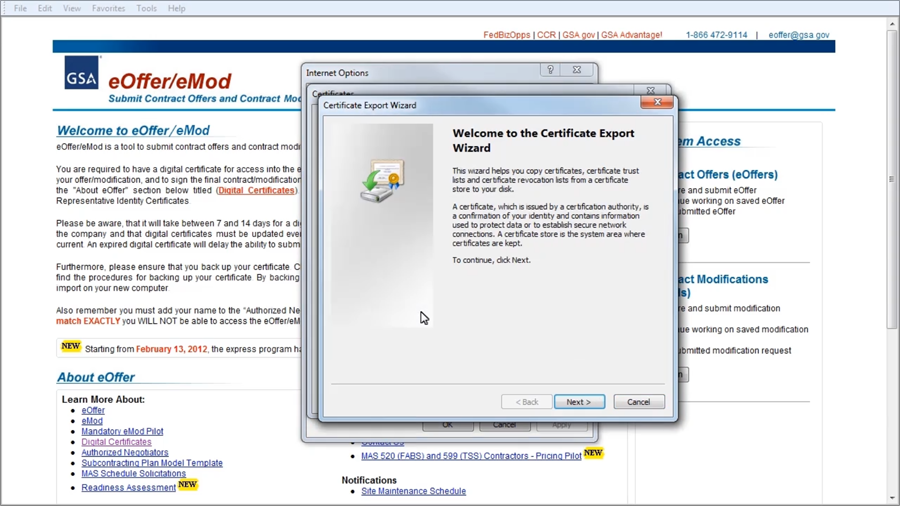 File Edit View Favorites Tools Help
FedBizOpps | CCR | GSA.gov | GSA Advantage!
1-866 472-9114 | eoffer@gsa.gov
GSA
eOffer/eMod
Submit Contract Offers and Contract Mod
Internet Options
Certificates
Certificate Export Wizard
Welcome to the Certificate Export
Wizard
This wizard helps you copy certificates, certificate trust
lists and certificate revocation lists from a certificate
store to your disk.
A certificate, which is issued by a certification authority, is
a confirmation of your identity and contains information
used to protect data or to establish secure network
connections. A certificate store is the system area where
certificates are kept.
To continue, click Next.
< Back
Next >
Cancel
OK
Cancel
Apply
Welcome to eOffer/eMod
eOffer/eMod is a tool to submit contract offers and contract modi
You are required to have a digital certificate for access into the e
your offer/modification, and to sign the final contract/modification
the "About eOffer" section below titled (Digital Certificates).
Representative Identity Certificates
Please be aware, that it will take between 7 and 14 days for a di
the company and that digital certificates must be updated ever
current. An expired digital certificate will delay the ability to subm
Furthermore, please ensure that you back up your certificate. C
find the procedures for backing up your certificate. By backing
import on your new computer.
Also remember you must add your name to the "Authorized Nego
match EXACTLY you WILL NOT be able to access the eOffer/eM
NEW Starting from February 13, 2012, the express program ha
About eOffer
Learn More About:
eOffer
eMod
Mandatory eMod Pilot
Digital Certificates
Authorized Negotiators
Subcontracting Plan Model Template
MAS Schedule Solicitations
Readiness Assessment NEW
Contact Us
MAS 520 (FABS) and 599 (TSS) Contractors - Pricing Pilot NEW
Notifications
Site Maintenance Schedule
em Access
act Offers (eOffers)
re and submit eOffer
nue working on saved eOffer
submitted eOffer
act Modifications
ds)
re and submit modification
nue working on saved modification
ubmitted modification request